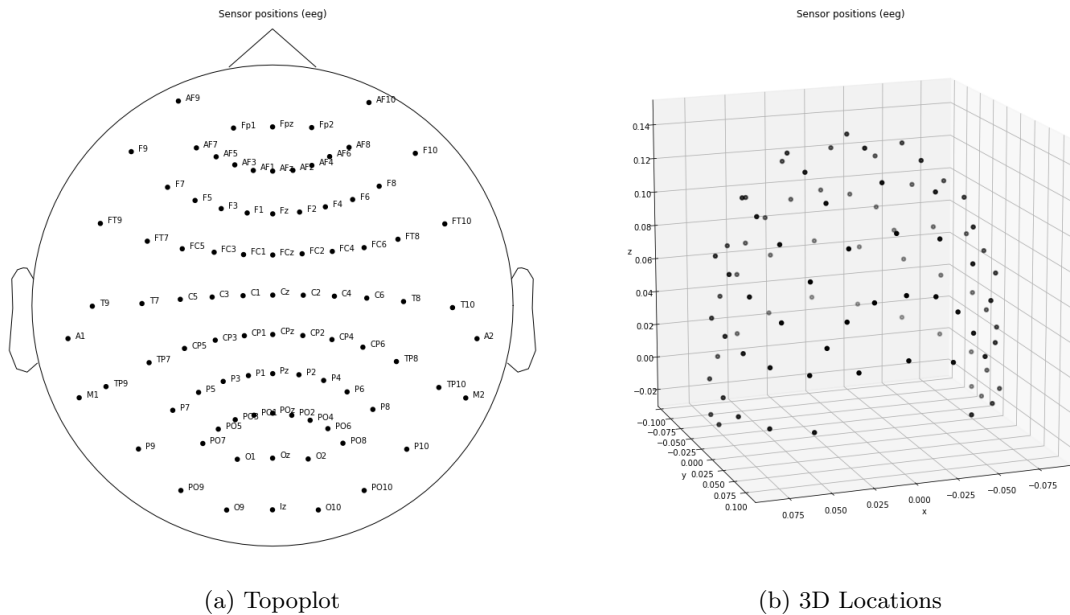 Sensor positions (eeg)
AF9 AF10
Fp1 Fpz Fp2
AF7 AF8
F9 AF5 AF6 F10
AF3 AF1 AFz AF2 AF4
F7 F8
F5 F3 F1 Fz F2 F4 F6
FT9 FT10
FT7 FC5 FC3 FC1 FCz FC2 FC4 FC6 FT8
T9 T7 C5 C3 C1 Cz C2 C4 C6 T8 T10
A1 CP3 CP1 CPz CP2 CP4 A2
TP7 CP5 CP6 TP8
TP9 P5 P3 P1 Pz P2 P4 P6 TP10
M1 M2
P7 P8
PO5 PO3 PO1 POz PO2 PO4 PO6
P9 PO7 PO8 P10
O1 Oz O2
PO9 PO10
O9 Iz O10
(a) Topoplot
Sensor positions (eeg)
0.14
0.12
0.10
0.08
z
0.06
0.04
0.02
0.00
−0.02
−0.100
−0.075
−0.050
−0.025
0.000
y
0.025
0.050
0.075
0.100
0.075 0.050 0.025 0.000 −0.025 −0.050 −0.075
x
(b) 3D Locations